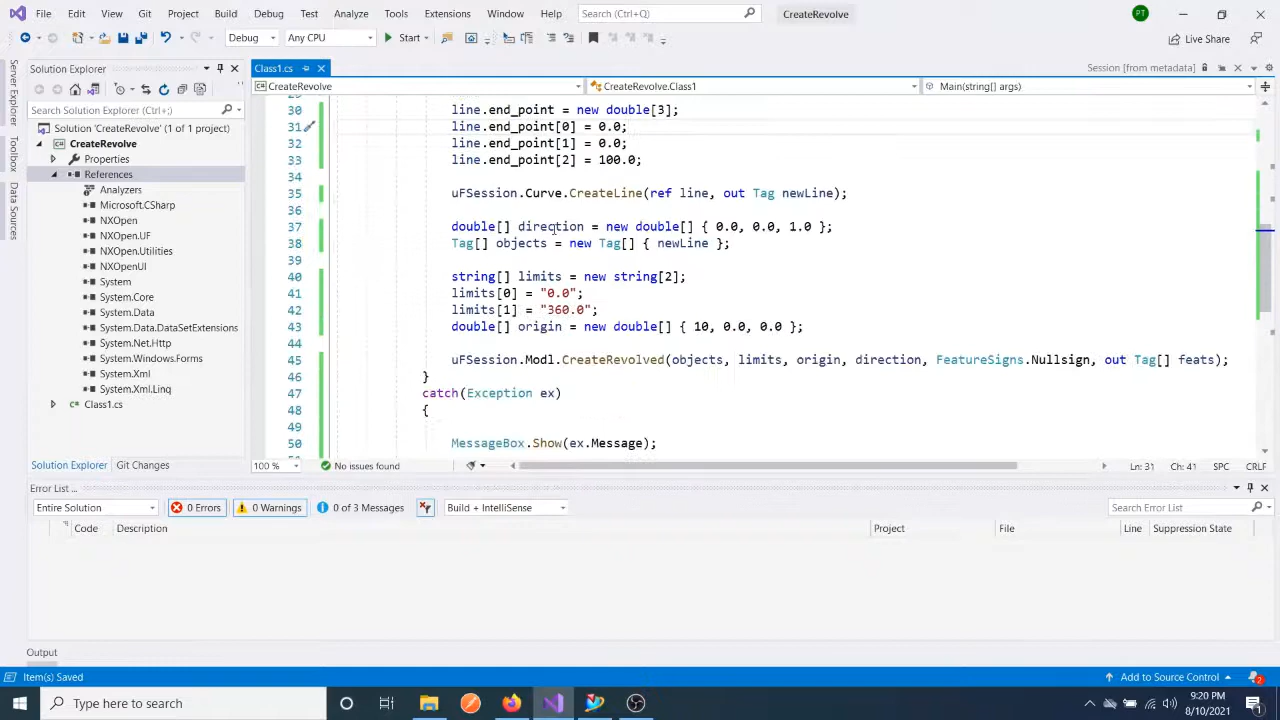 File Edit View Git Project Build Debug Test Analyze Tools Extensions Window Help Search (Ctrl+Q) CreateRevolve PT
Debug Any CPU Start Live Share
Solution Explorer
Class1.cs
Session [from metadata]
CreateRevolve CreateRevolve.Class1 Main(string[] args)
Search Solution Explorer (Ctrl+;)
Solution 'CreateRevolve' (1 of 1 project)
CreateRevolve
Properties
References
Analyzers
Microsoft.CSharp
NXOpen
NXOpen.UF
NXOpen.Utilities
NXOpenUI
System
System.Core
System.Data
System.Data.DataSetExtensions
System.Net.Http
System.Windows.Forms
System.Xml
System.Xml.Linq
Class1.cs
Solution Explorer Git Changes
Toolbox
Data Sources
30 line.end_point = new double[3];
31 line.end_point[0] = 0.0;
32 line.end_point[1] = 0.0;
33 line.end_point[2] = 100.0;
34
35 uFSession.Curve.CreateLine(ref line, out Tag newLine);
36
37 double[] direction = new double[] { 0.0, 0.0, 1.0 };
38 Tag[] objects = new Tag[] { newLine };
39
40 string[] limits = new string[2];
41 limits[0] = "0.0";
42 limits[1] = "360.0";
43 double[] origin = new double[] { 10, 0.0, 0.0 };
44
45 uFSession.Modl.CreateRevolved(objects, limits, origin, direction, FeatureSigns.Nullsign, out Tag[] feats);
46 }
47 catch(Exception ex)
48 {
49
50 MessageBox.Show(ex.Message);
100 % No issues found Ln: 31 Ch: 41 SPC CRLF
Error List ...
Entire Solution 0 Errors 0 Warnings 0 of 3 Messages Build + IntelliSense Search Error List
Code Description Project File Line Suppression State
Output
Item(s) Saved Add to Source Control 2
Type here to search
9:20 PM
8/10/2021